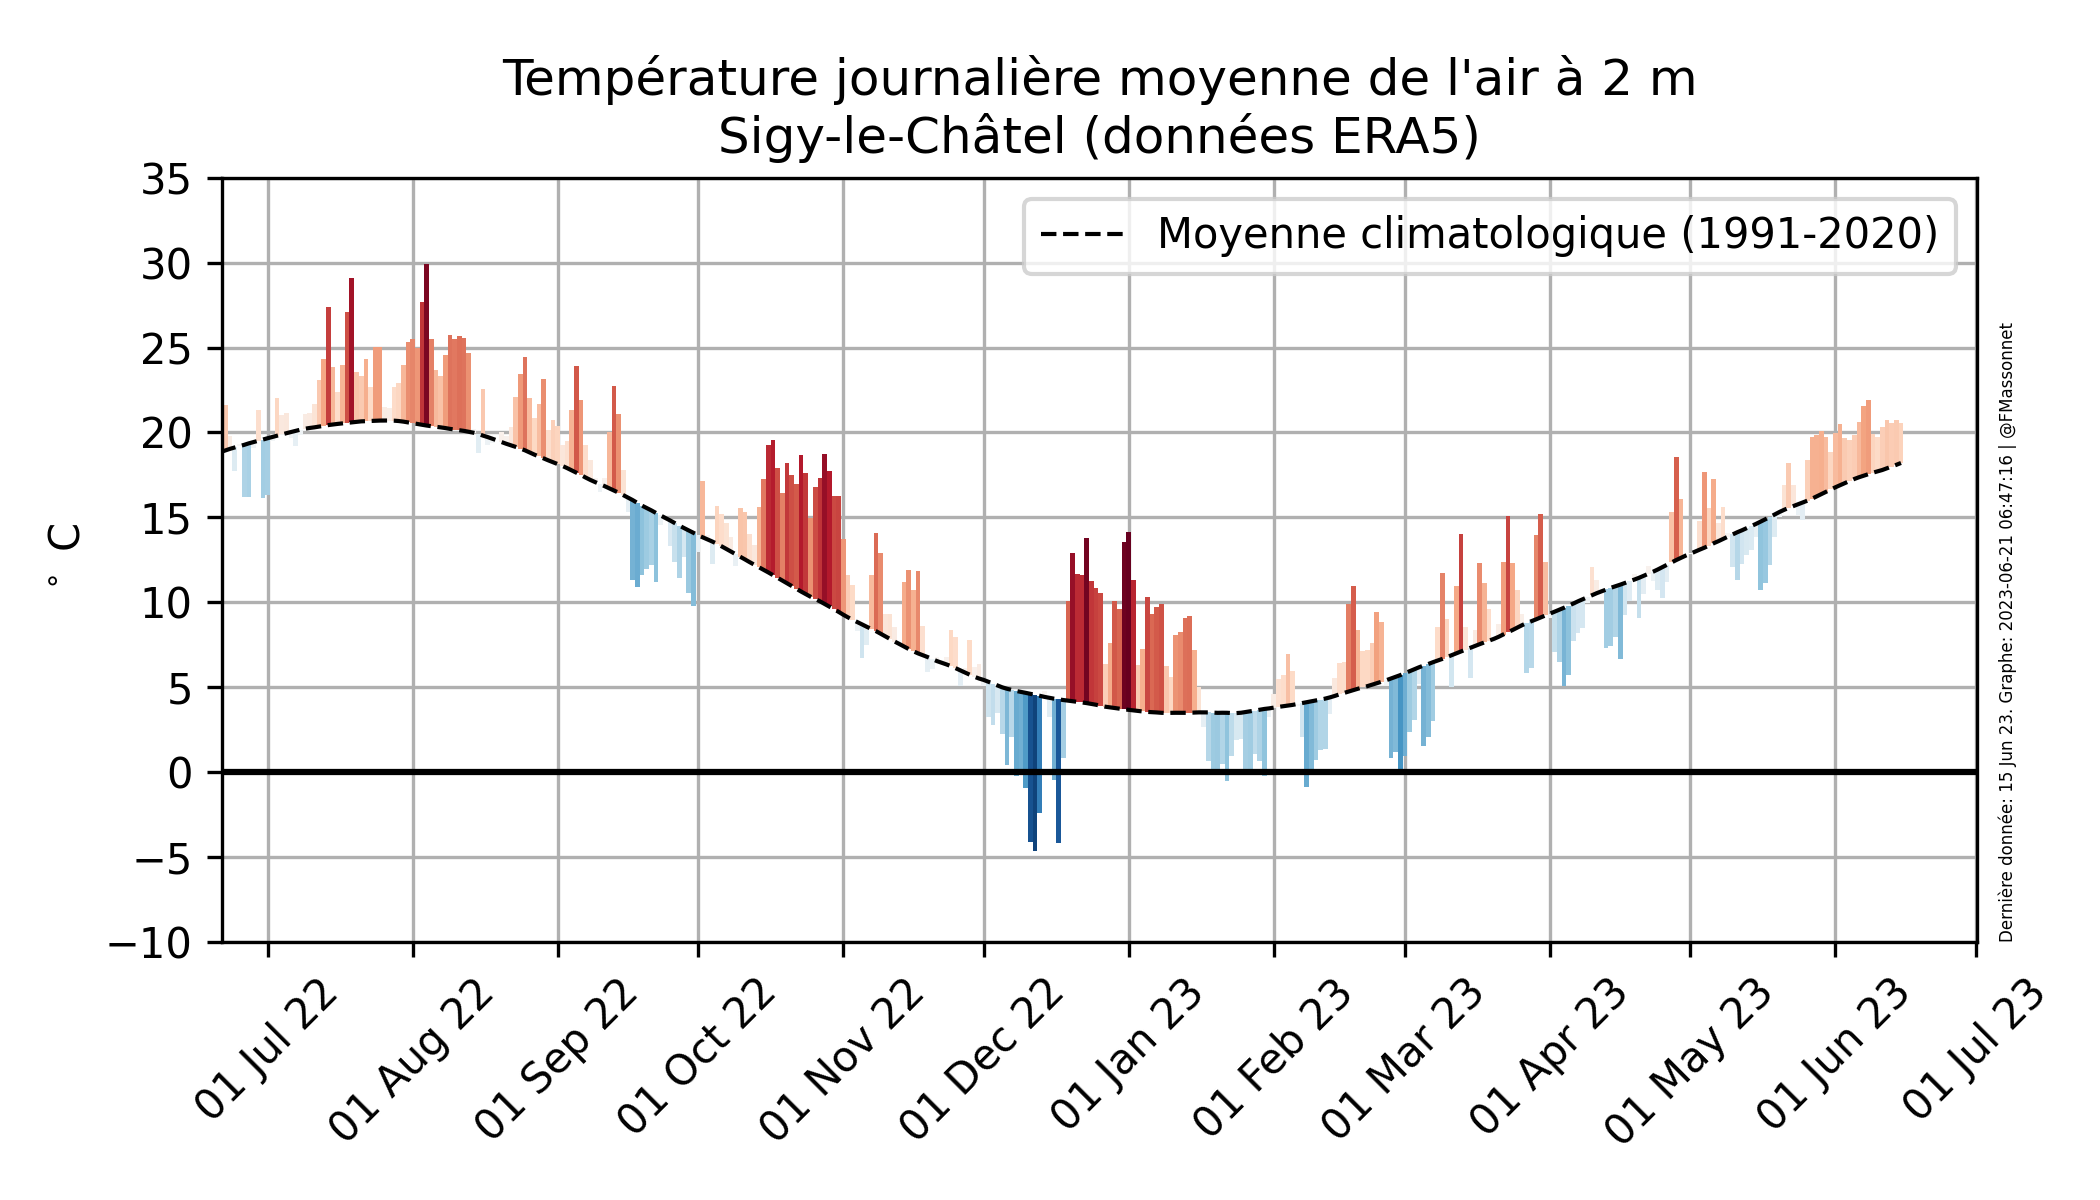 Température journalière moyenne de l'air à 2 m
Sigy-le-Châtel (données ERA5)
Moyenne climatologique (1991-2020)
° C
35
30
25
20
15
10
5
0
−5
−10
01 Jul 22
01 Aug 22
01 Sep 22
01 Oct 22
01 Nov 22
01 Dec 22
01 Jan 23
01 Feb 23
01 Mar 23
01 Apr 23
01 May 23
01 Jun 23
01 Jul 23
Dernière donnée: 15 Jun 23. Graphe: 2023-06-21 06:47:16 | @FMassonnet